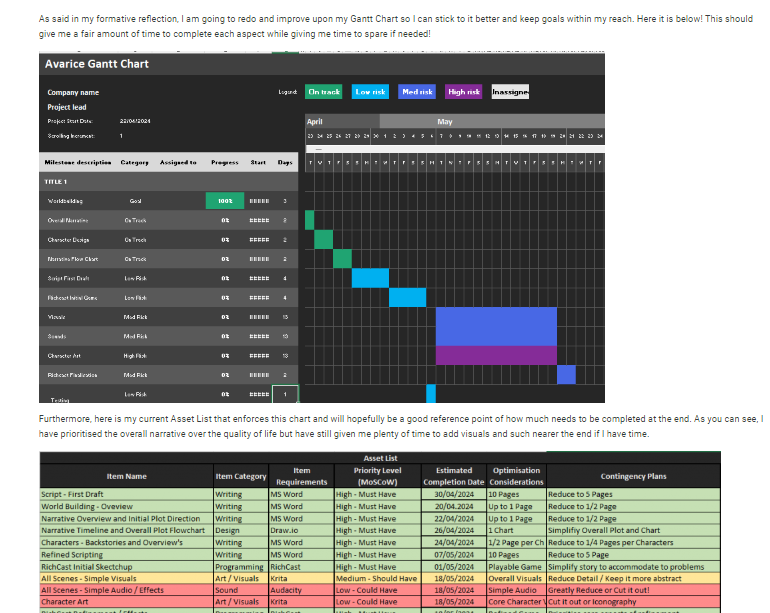 As said in my formative reflection, I am going to redo and improve upon my Gantt Chart so I can stick to it better and keep goals within my reach. Here it is below! This should
give me a fair amount of time to complete each aspect while giving me time to spare if needed!
Avarice Gantt Chart
Company name
Legend: On track Low risk Med risk High risk Jnassigne
Project lead
Project Start Date: 22/04/2024 April May
Scrolling Increment: 1 23 24 25 26 27 28 29 30 1 2 3 4 5 6 7 8 9 10 11 12 13 14 15 16 17 18 19 20 21 22 23 24
Milestone description Category Assigned to Progress Start Days T W T F S S M T W T F S S M T W T F S S M T W T F S S M T W T F
TITLE 1
Worldbuilding Goal 100% ##### 3
Overall Narrative On Track 0% ##### 2
Character Design On Track 0% ##### 2
Narrative Flow Chart On Track 0% ##### 2
Script First Draft Low Risk 0% ##### 4
Richcast Initial Game Low Risk 0% ##### 4
Visuals Med Risk 0% ##### 13
Sounds Med Risk 0% ##### 13
Character Art High Risk 0% ##### 13
Richcast Finalisation Med Risk 0% ##### 2
Testing Low Risk 0% ##### 1
Furthermore, here is my current Asset List that enforces this chart and will hopefully be a good reference point of how much needs to be completed at the end. As you can see, I
have prioritised the overall narrative over the quality of life but have still given me plenty of time to add visuals and such nearer the end if I have time.
Asset List
Item Name Item Category Item Requirements Priority Level (MoSCoW) Estimated Completion Date Optimisation Considerations Contingency Plans
Script - First Draft Writing MS Word High - Must Have 30/04/2024 10 Pages Reduce to 5 Pages
World Building - Oveview Writing MS Word High - Must Have 20/04.2024 Up to 1 Page Reduce to 1/2 Page
Narrative Overview and Initial Plot Direction Writing MS Word High - Must Have 22/04/2024 Up to 1 Page Reduce to 1/2 Page
Narrative Timeline and Overall Plot Flowchart Design Draw.io High - Must Have 26/04/2024 1 Chart Simplifiy Overall Plot and Chart
Characters - Backstories and Overview's Writing MS Word High - Must Have 24/04/2024 1/2 Page per Ch Reduce to 1/4 Pages per Characters
Refined Scripting Writing MS Word High - Must Have 07/05/2024 10 Pages Reduce to 5 Page
RichCast Initial Skectchup Programming RichCast High - Must Have 01/05/2024 Playable Game Simplify story to accommodate to problems
All Scenes - Simple Visuals Art / Visuals Krita Medium - Should Have 18/05/2024 Overall Visuals Reduce Detail / Keep it more abstract
All Scenes - Simple Audio / Effects Sound Audacity Low - Could Have 18/05/2024 Simple Audio Greatly Reduce or Cut it out!
Character Art Art / Visuals Krita Low - Could Have 18/05/2024 Core Character V Cut it out or Iconography